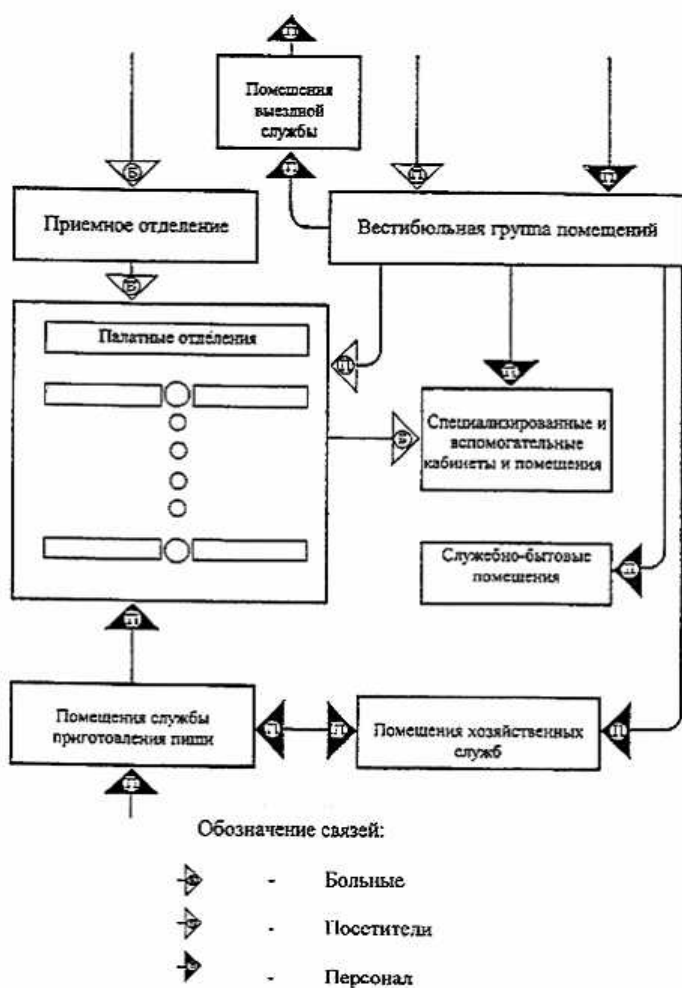 Помещения
выездной
службы
Б
П
П
Приемное отделение
Вестибюльная группа помещений
Б
Палатные отделения
П
П
Специализированные и
вспомогательные
кабинеты и помещения
Служебно-бытовые
помещения
П
П
Помещения службы
приготовления пищи
П
П
Помещения хозяйственных
служб
П
Обозначение связей:
- Больные
- Посетители
- Персонал